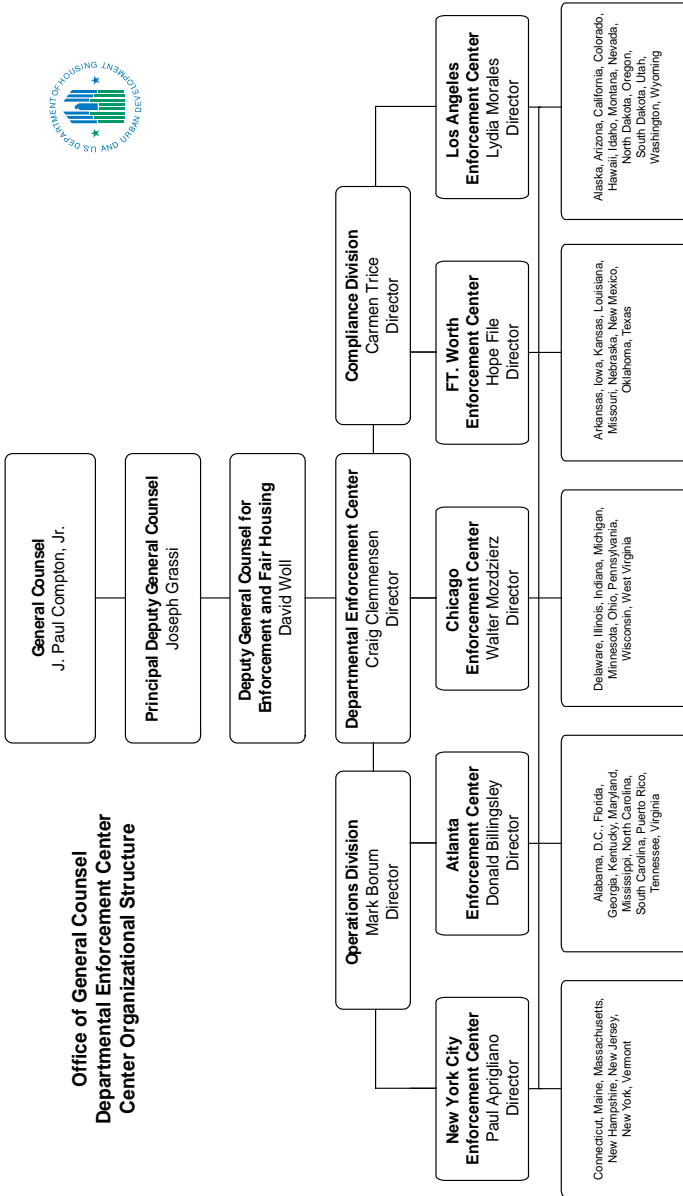 Office of General Counsel
Departmental Enforcement Center
Center Organizational Structure
U.S. DEPARTMENT OF HOUSING AND URBAN DEVELOPMENT
General Counsel
J. Paul Compton, Jr.
Principal Deputy General Counsel
Joseph Grassi
Deputy General Counsel for
Enforcement and Fair Housing
David Woll
Operations Division
Mark Borum
Director
Departmental Enforcement Center
Craig Clemmensen
Director
Compliance Division
Carmen Trice
Director
New York City
Enforcement Center
Paul Aprigliano
Director
Atlanta
Enforcement Center
Donald Billingsley
Director
Chicago
Enforcement Center
Walter Mozdzierz
Director
FT. Worth
Enforcement Center
Hope File
Director
Los Angeles
Enforcement Center
Lydia Morales
Director
Connecticut, Maine, Massachusetts,
New Hampshire, New Jersey,
New York, Vermont
Alabama, D.C., Florida,
Georgia, Kentucky, Maryland,
Mississippi, North Carolina,
South Carolina, Puerto Rico,
Tennessee, Virginia
Delaware, Illinois, Indiana, Michigan,
Minnesota, Ohio, Pennsylvania,
Wisconsin, West Virginia
Arkansas, Iowa, Kansas, Louisiana,
Missouri, Nebraska, New Mexico,
Oklahoma, Texas
Alaska, Arizona, California, Colorado,
Hawaii, Idaho, Montana, Nevada,
North Dakota, Oregon,
South Dakota, Utah,
Washington, Wyoming